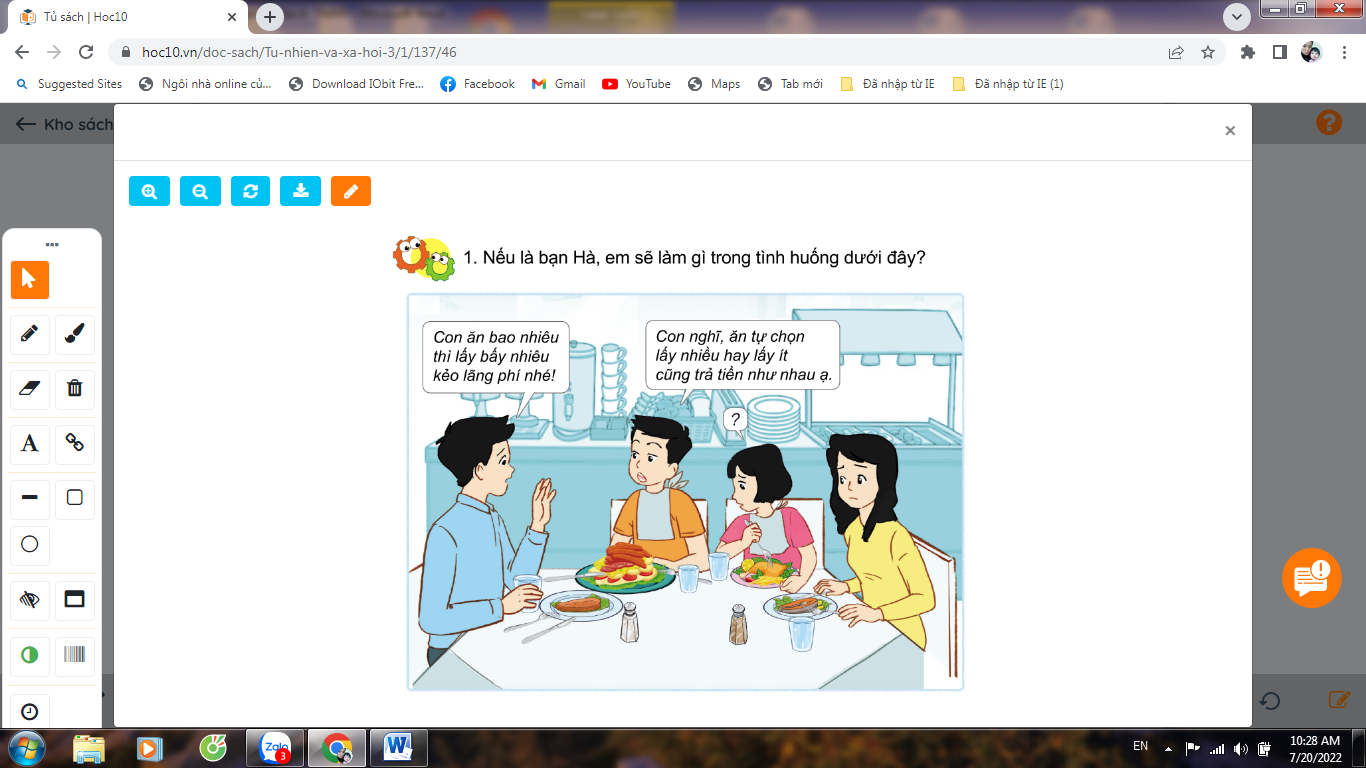 Tủ sách | Hoc10
hoc10.vn/doc-sach/Tu-nhien-va-xa-hoi-3/1/137/46
Suggested Sites
Ngôi nhà online củ...
Download IObit Fre...
Facebook
Gmail
YouTube
Maps
Tab mới
Đã nhập từ IE
Đã nhập từ IE (1)
Kho sách
1. Nếu là bạn Hà, em sẽ làm gì trong tình huống dưới đây?
Con ăn bao nhiêu
thì lấy bấy nhiêu
kẻo lãng phí nhé!
Con nghĩ, ăn tự chọn
lấy nhiều hay lấy ít
cũng trả tiền như nhau ạ.
?
A
Zalo
3
EN
10:28 AM
7/20/2022